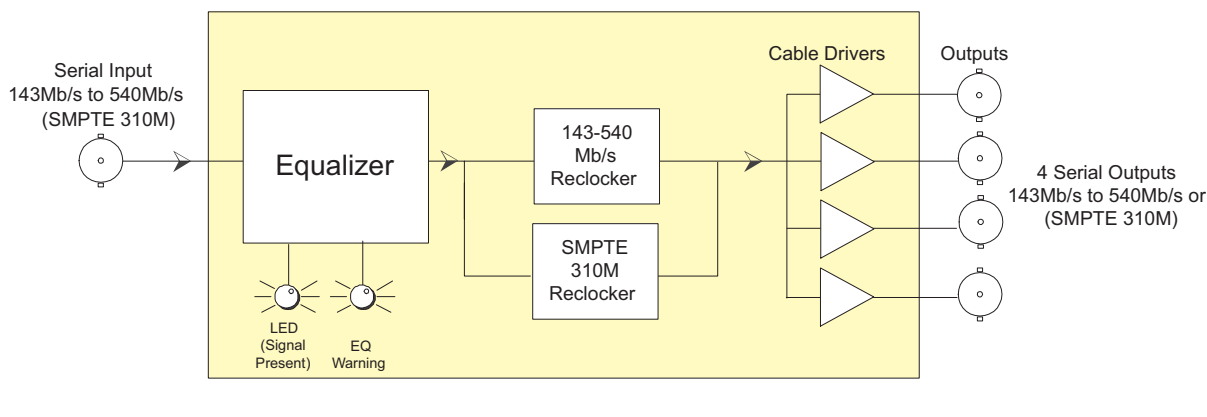 Serial Input
143Mb/s to 540Mb/s
(SMPTE 310M)
Equalizer
LED
(Signal
Present)
EQ
Warning
143-540
Mb/s
Reclocker
SMPTE
310M
Reclocker
Cable Drivers
Outputs
4 Serial Outputs
143Mb/s to 540Mb/s or
(SMPTE 310M)